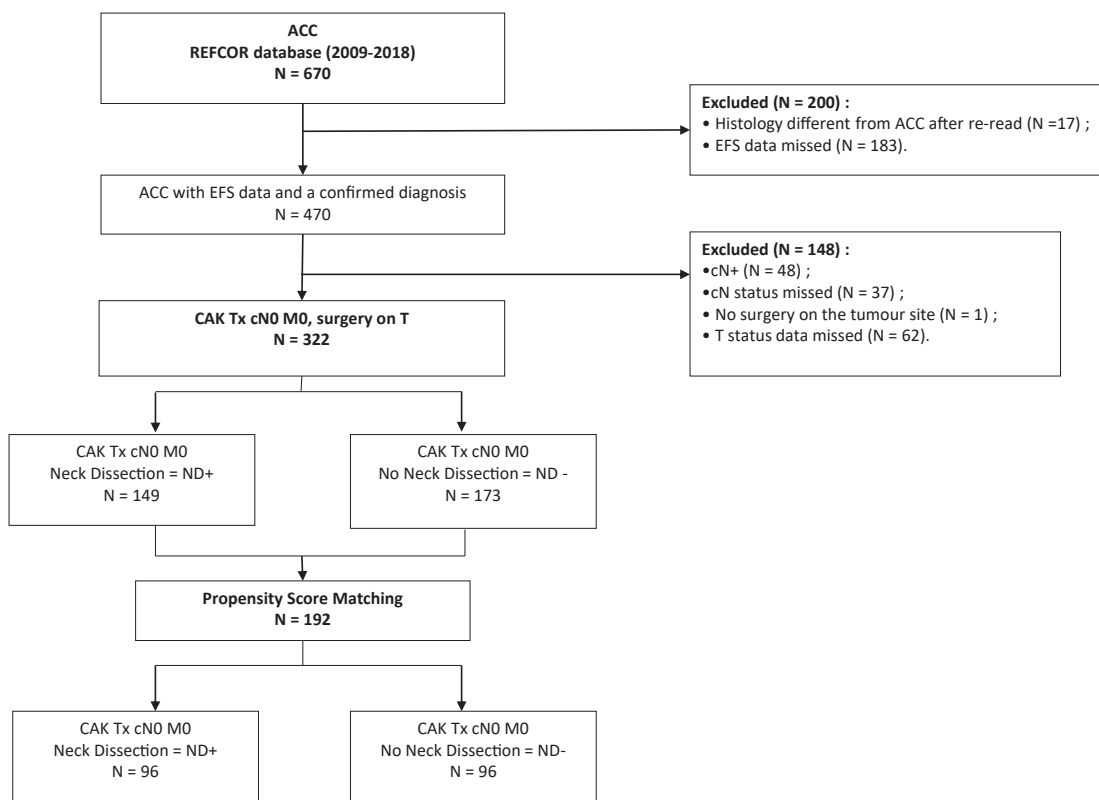 ACC
REFCOR database (2009-2018)
N = 670
Excluded (N = 200) :
• Histology different from ACC after re-read (N =17) ;
• EFS data missed (N = 183).
ACC with EFS data and a confirmed diagnosis
N = 470
Excluded (N = 148) :
•cN+ (N = 48) ;
•cN status missed (N = 37);
• No surgery on the tumour site (N = 1) ;
• T status data missed (N = 62).
CAK Tx cN0 M0, surgery on T
N = 322
CAK Tx cN0 M0
Neck Dissection = ND+
N = 149
CAK Tx cN0 M0
No Neck Dissection = ND -
N = 173
Propensity Score Matching
N = 192
CAK Tx cN0 M0
Neck Dissection = ND+
N = 96
CAK Tx cN0 M0
No Neck Dissection = ND-
N = 96